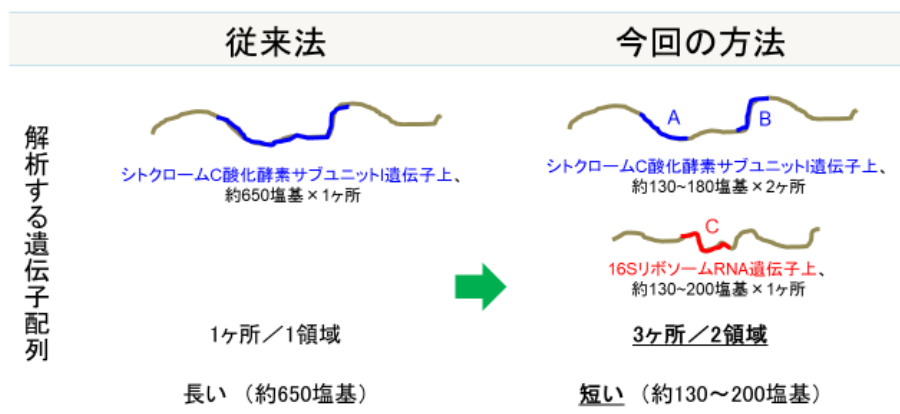 従来法
今回の方法
解析する遺伝子配列
シトクロームC酸化酵素サブユニットI遺伝子上、
約650塩基×1ヶ所
A
B
シトクロームC酸化酵素サブユニットI遺伝子上、
約130~180塩基×2ヶ所
C
16SリボソームRNA遺伝子上、
約130~200塩基×1ヶ所
1ヶ所／1領域
3ヶ所／2領域
長い （約650塩基）
短い （約130～200塩基）